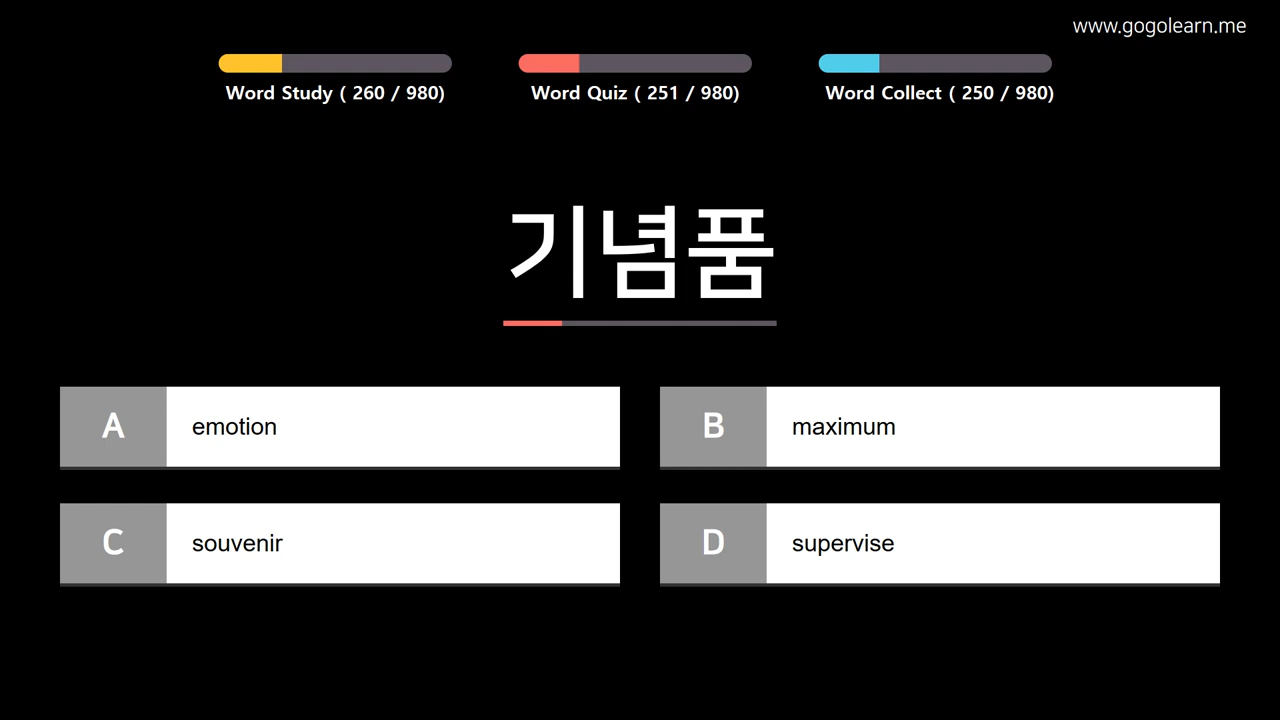 www.gogolearn.me
Word Study ( 260 / 980)
Word Quiz ( 251 / 980)
Word Collect ( 250 / 980)
기념품
A emotion
B maximum
C souvenir
D supervise